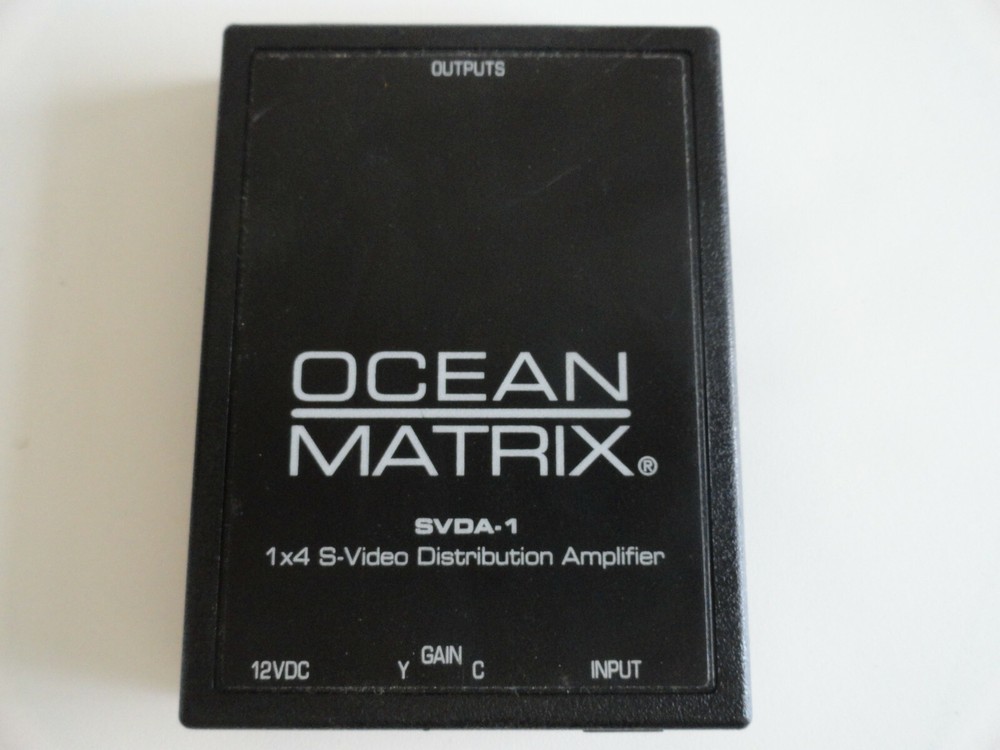 OUTPUTS
OCEAN
MATRIX®
SVDA-1
1x4 S-Video Distribution Amplifier
12VDC Y GAIN C INPUT